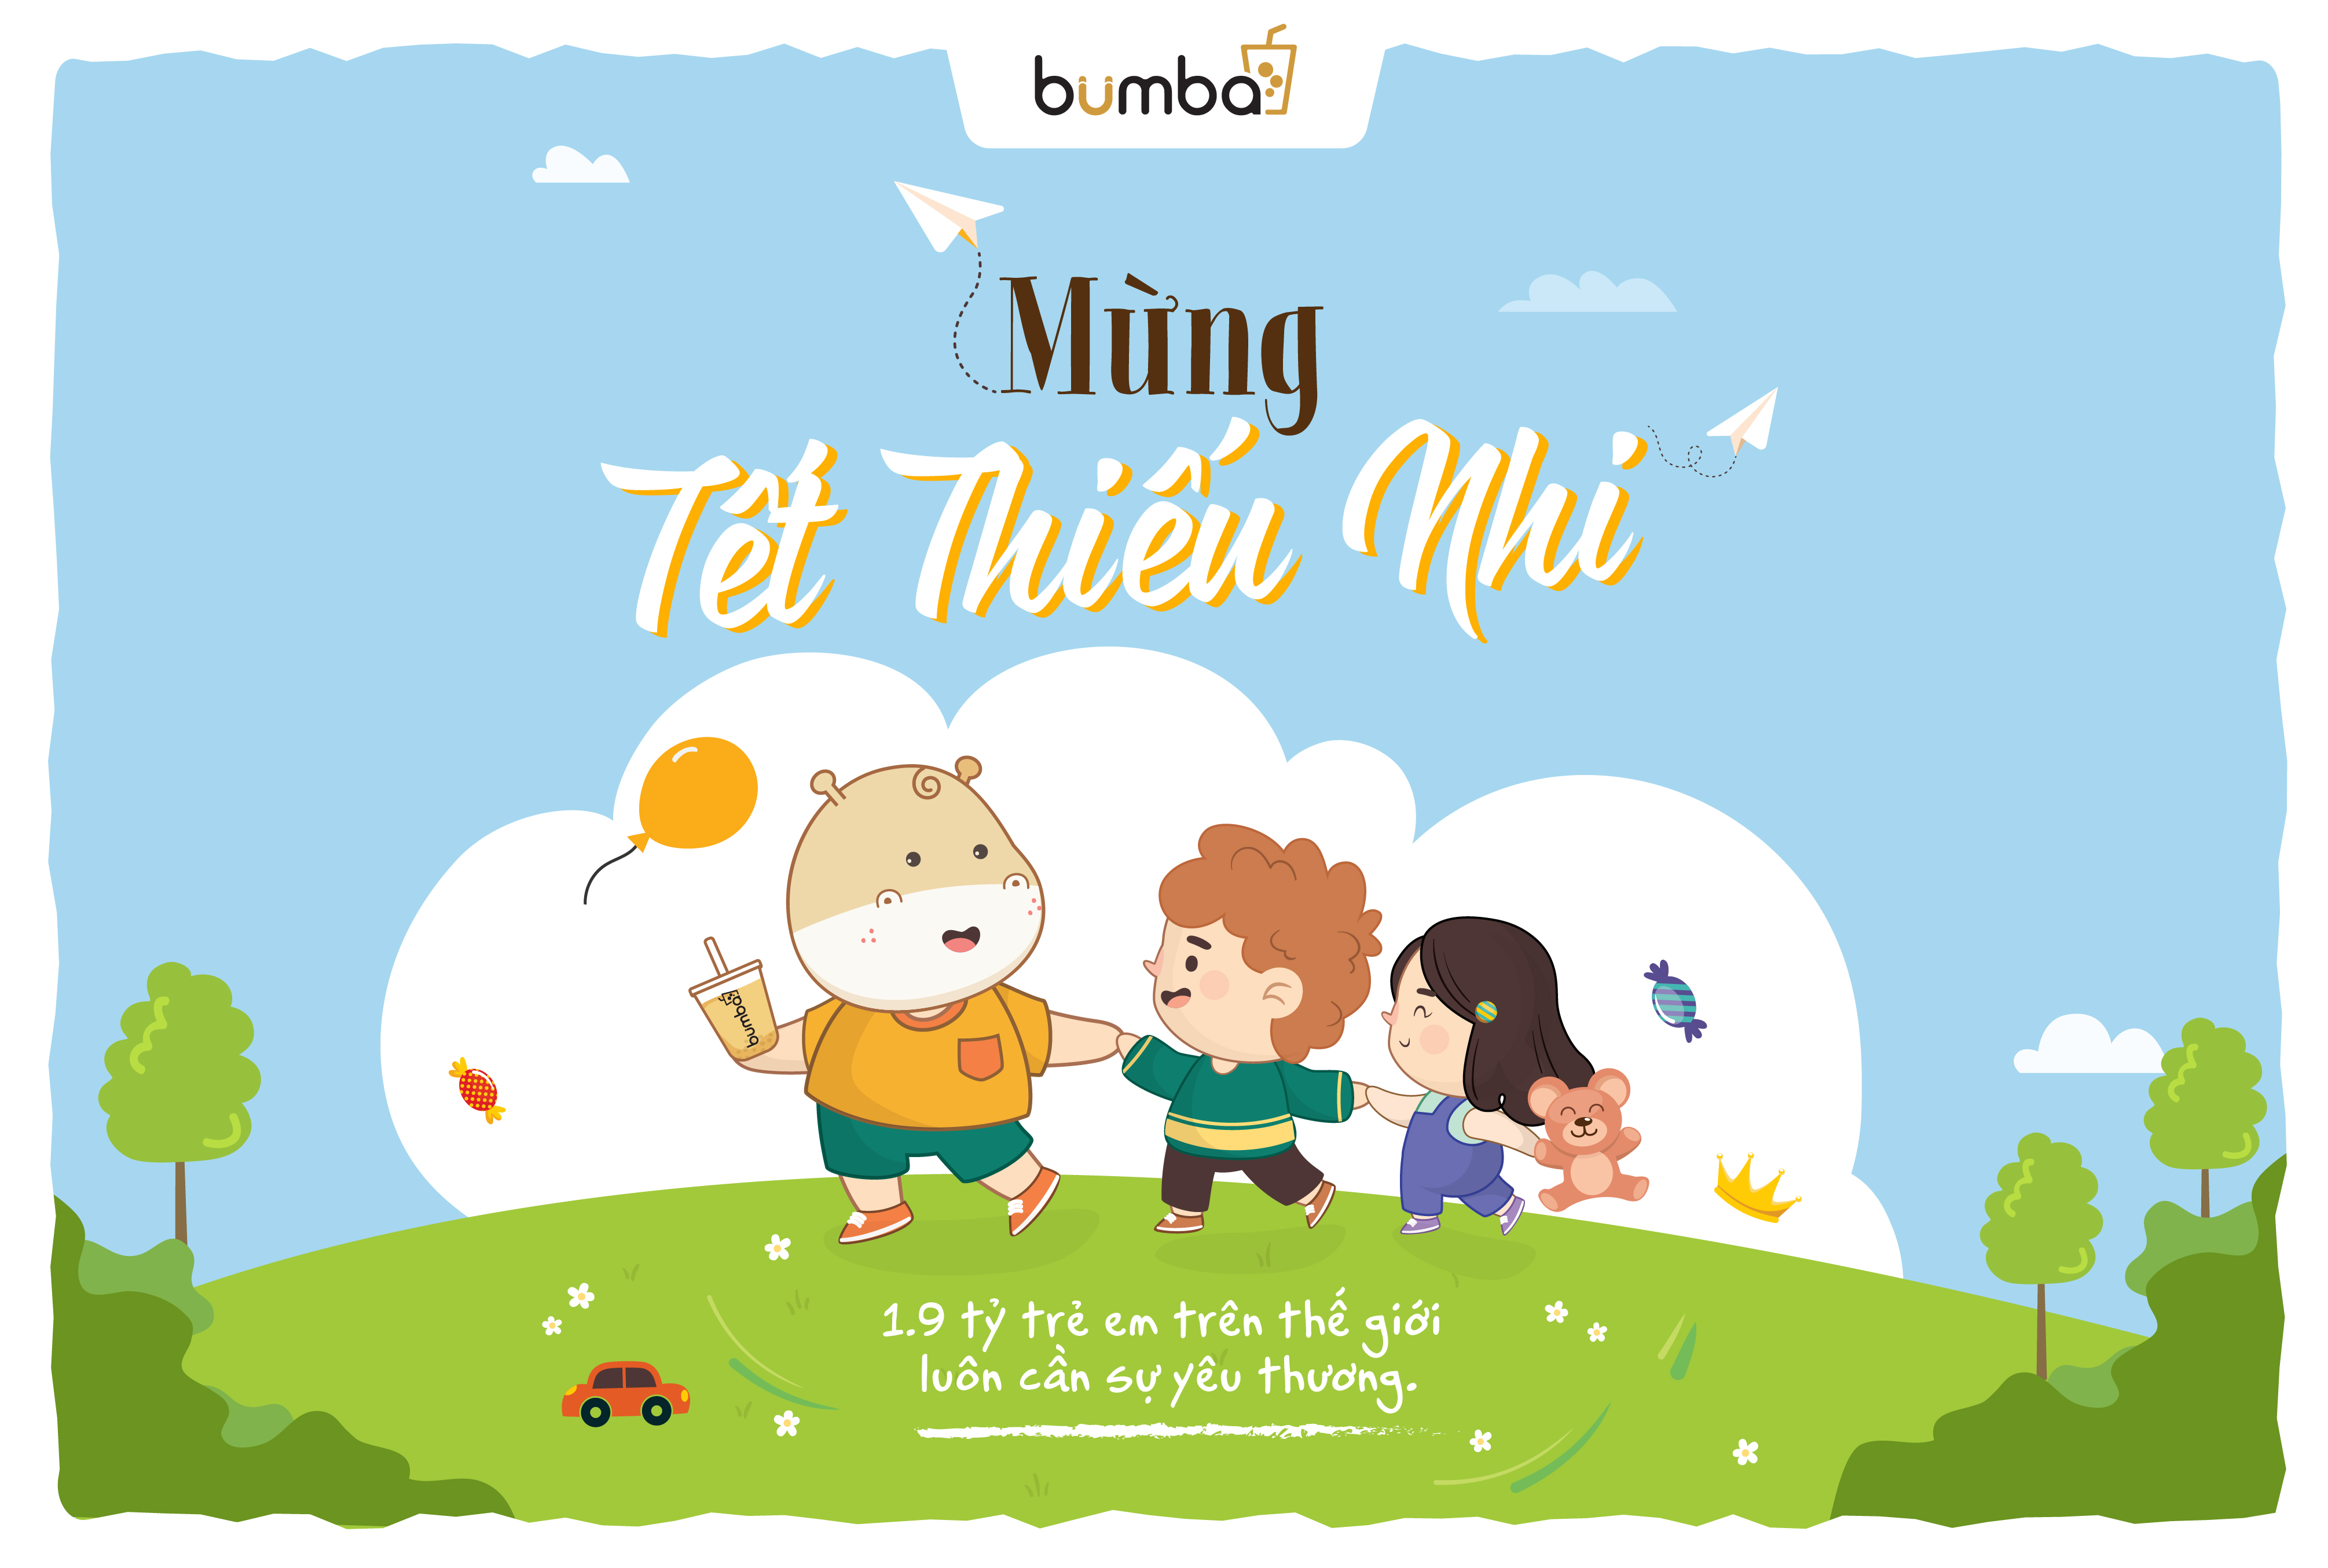 bumba
Mừng
Tết Thiếu Nhi
bumba
1.9 tỷ trẻ em trên thế giới
luôn cần sự yêu thương.